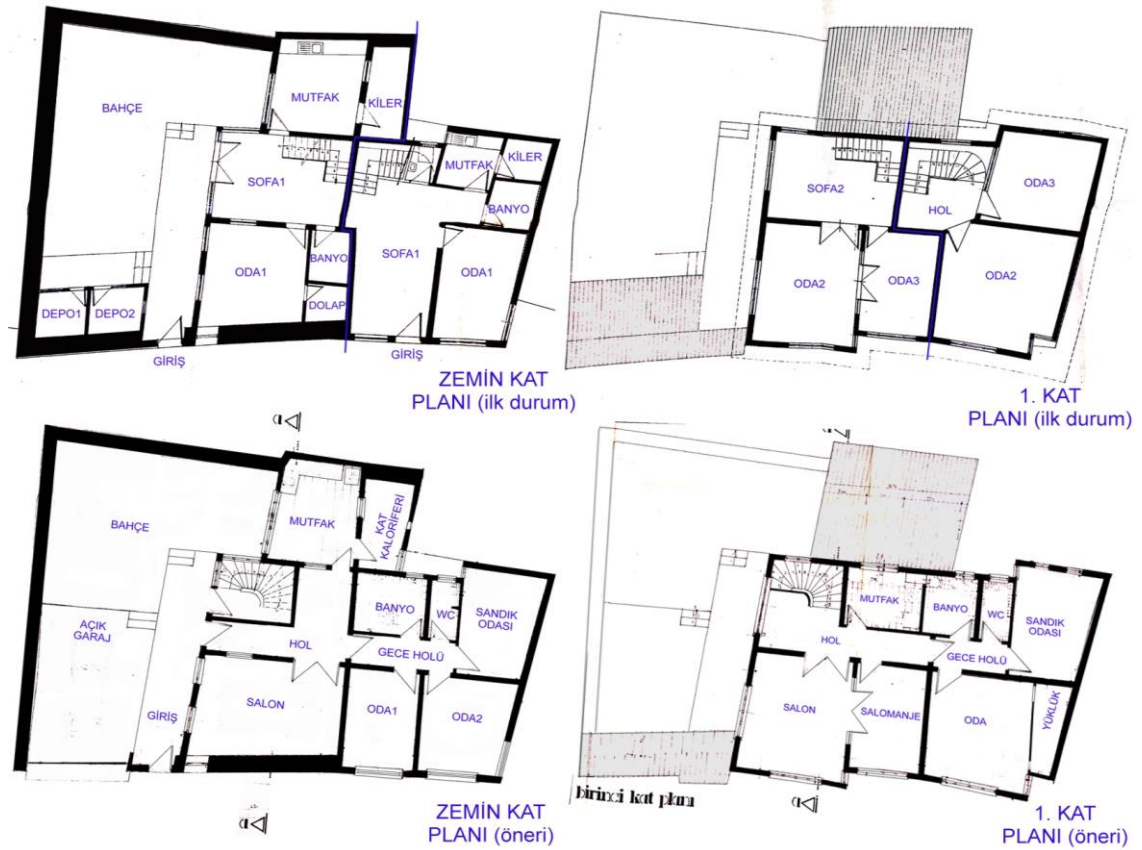 BAHÇE
MUTFAK
KİLER
SOFA1
MUTFAK
KİLER
BANYO
ODA1
BANYO
SOFA1
ODA1
DEPO1
DEPO2
DOLAP
GİRİŞ
GİRİŞ
ZEMİN KAT
PLANI (ilk durum)
SOFA2
ODA3
HOL
ODA2
ODA3
ODA2
1. KAT
PLANI (ilk durum)
BAHÇE
MUTFAK
KAT
KALORİFERİ
BANYO
WC
SANDIK
ODASI
AÇIK
GARAJ
HOL
GECE HOLÜ
GİRİŞ
SALON
ODA1
ODA2
ZEMİN KAT
PLANI (öneri)
MUTFAK
BANYO
WC
SANDIK
ODASI
HOL
GECE HOLÜ
SALON
SALOMANJE
ODA
YÜKLÜK
birinci kat planı
1. KAT
PLANI (öneri)